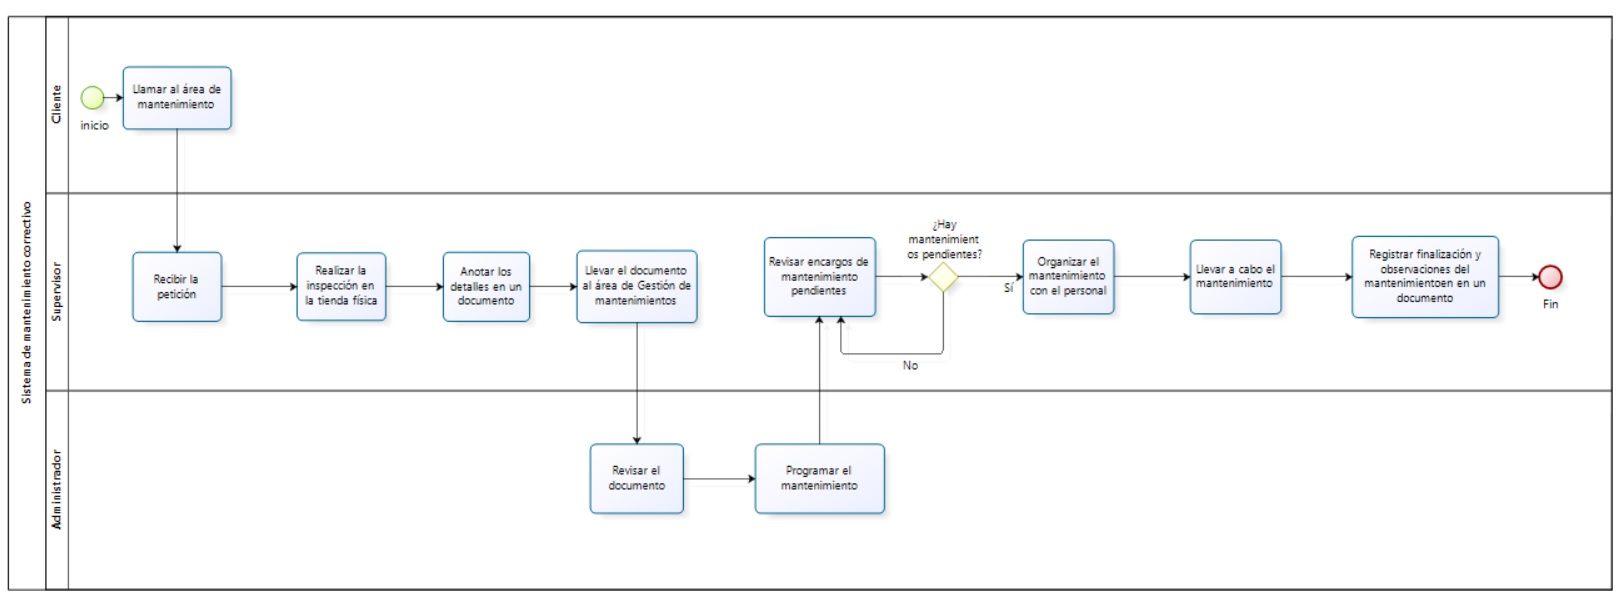 Sistema de mantenimiento correctivo
Cliente
inicio
Llamar al área de
mantenimiento
Supervisor
Recibir la
petición
Realizar la
inspección en
la tienda física
Anotar los
detalles en un
documento
Llevar el documento
al área de Gestión de
mantenimientos
Revisar encargos de
mantenimiento
pendientes
¿Hay
mantenimient
os pendientes?
Sí
No
Organizar el
mantenimiento
con el personal
Llevar a cabo el
mantenimiento
Registrar finalización y
observaciones del
mantenimientoen en un
documento
Fin
Administrador
Revisar el
documento
Programar el
mantenimiento